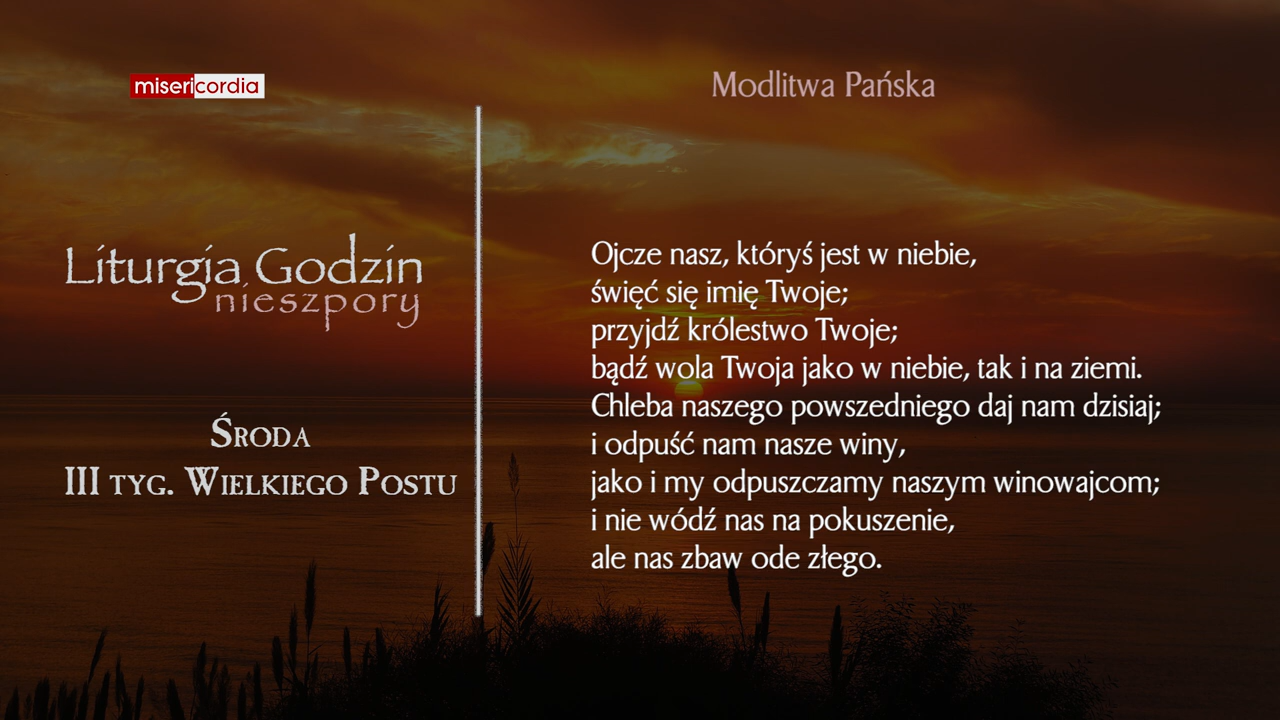 misericordia
Liturgia Godzin
nieszpory
Środa
III tyg. Wielkiego Postu
Modlitwa Pańska
Ojcze nasz, któryś jest w niebie,
święć się imię Twoje;
przyjdź królestwo Twoje;
bądź wola Twoja jako w niebie, tak i na ziemi.
Chleba naszego powszedniego daj nam dzisiaj;
i odpuść nam nasze winy,
jako i my odpuszczamy naszym winowajcom;
i nie wódź nas na pokuszenie,
ale nas zbaw ode złego.